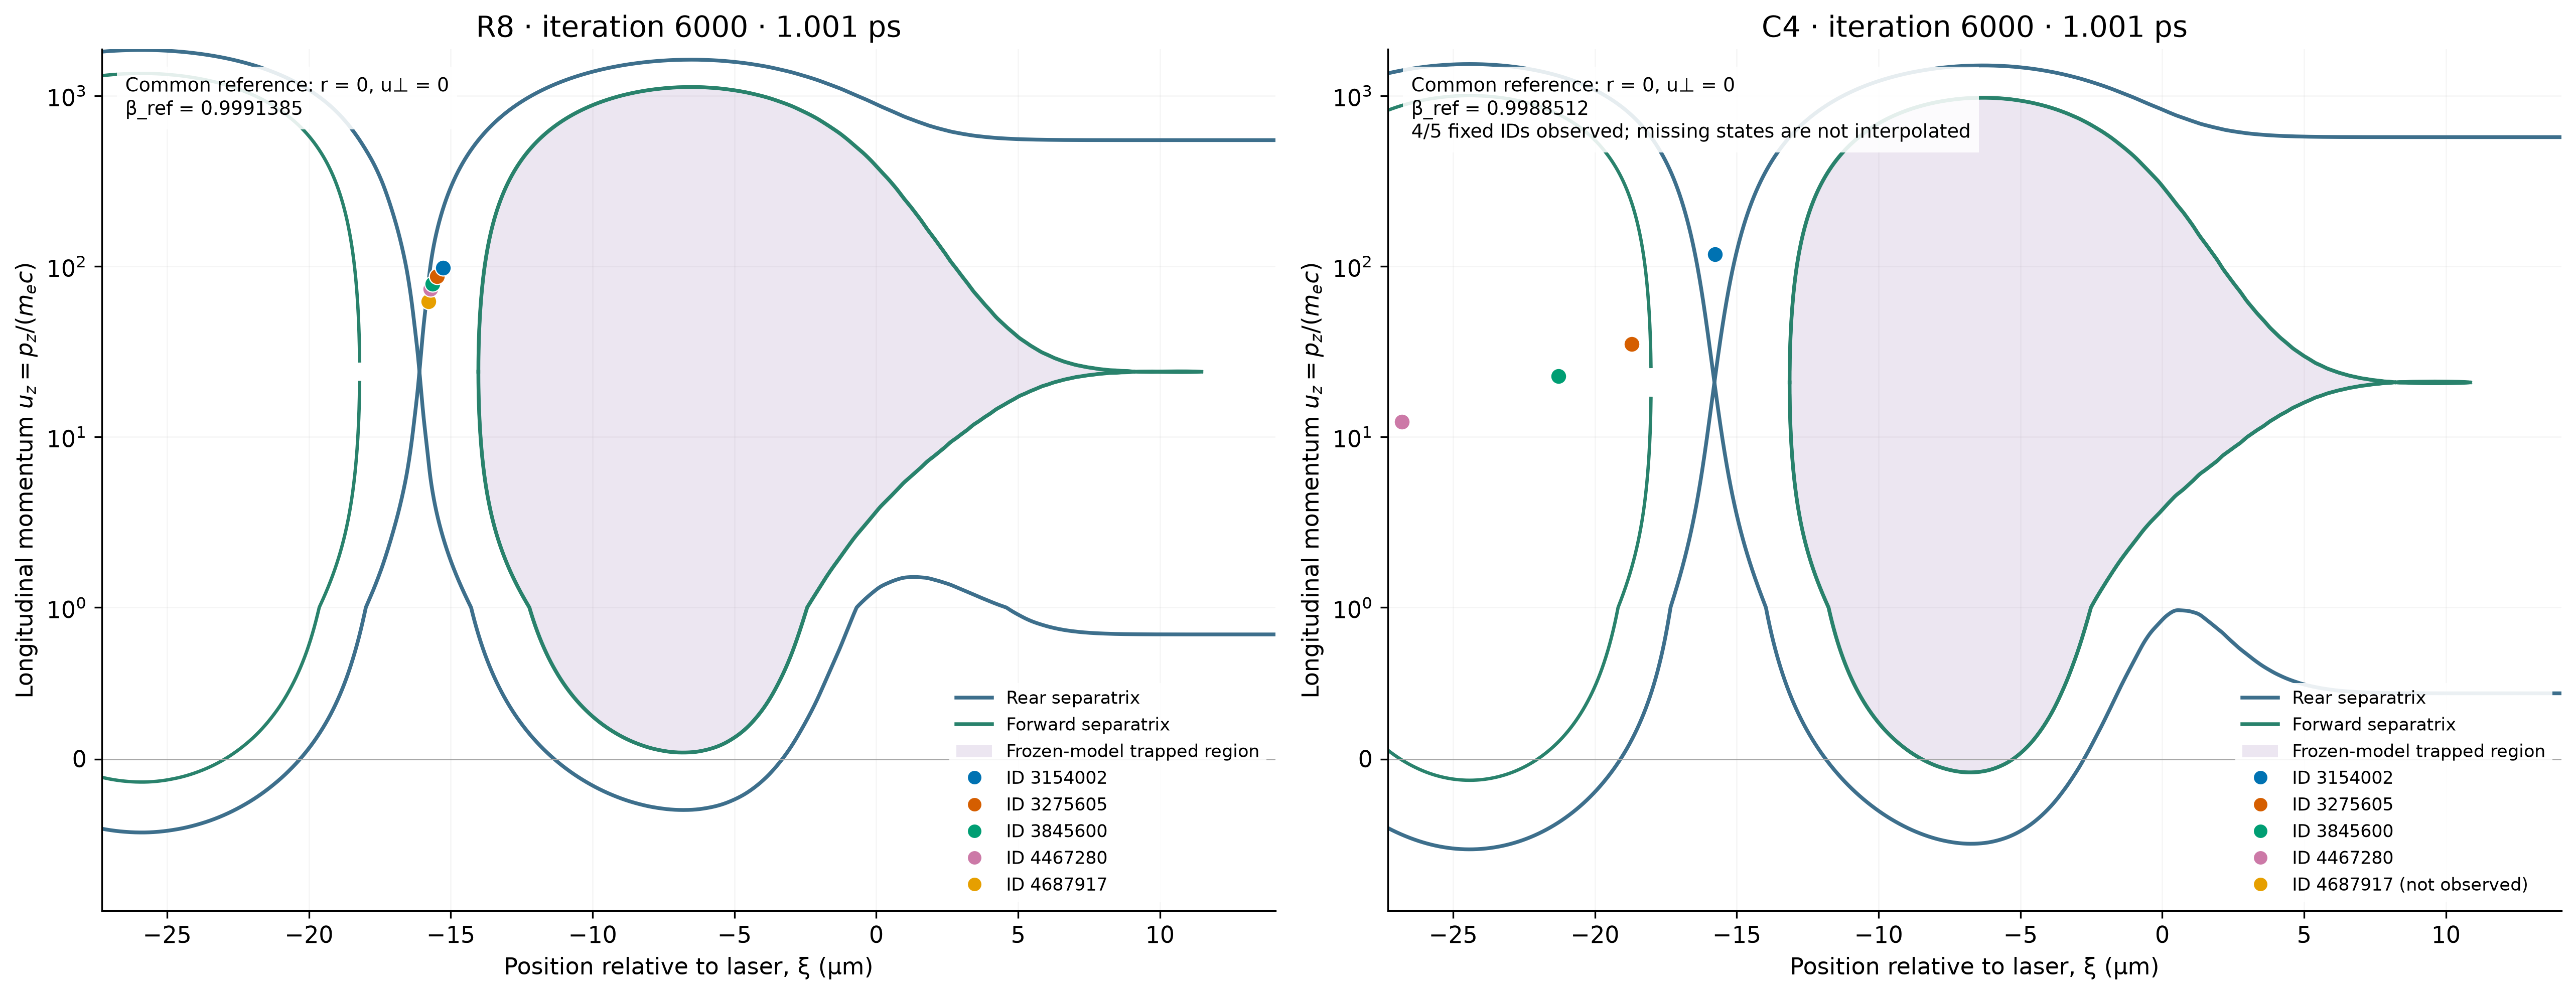 R8 · iteration 6000 · 1.001 ps
Common reference: r = 0, u⊥ = 0
β_ref = 0.9991385
Longitudinal momentum u_z = p_z/(m_e c)
10³
10²
10¹
10⁰
0
Rear separatrix
Forward separatrix
Frozen-model trapped region
ID 3154002
ID 3275605
ID 3845600
ID 4467280
ID 4687917
−25 −20 −15 −10 −5 0 5 10
Position relative to laser, ξ (μm)
C4 · iteration 6000 · 1.001 ps
Common reference: r = 0, u⊥ = 0
β_ref = 0.9988512
4/5 fixed IDs observed; missing states are not interpolated
Longitudinal momentum u_z = p_z/(m_e c)
10³
10²
10¹
10⁰
0
Rear separatrix
Forward separatrix
Frozen-model trapped region
ID 3154002
ID 3275605
ID 3845600
ID 4467280
ID 4687917 (not observed)
−25 −20 −15 −10 −5 0 5 10
Position relative to laser, ξ (μm)